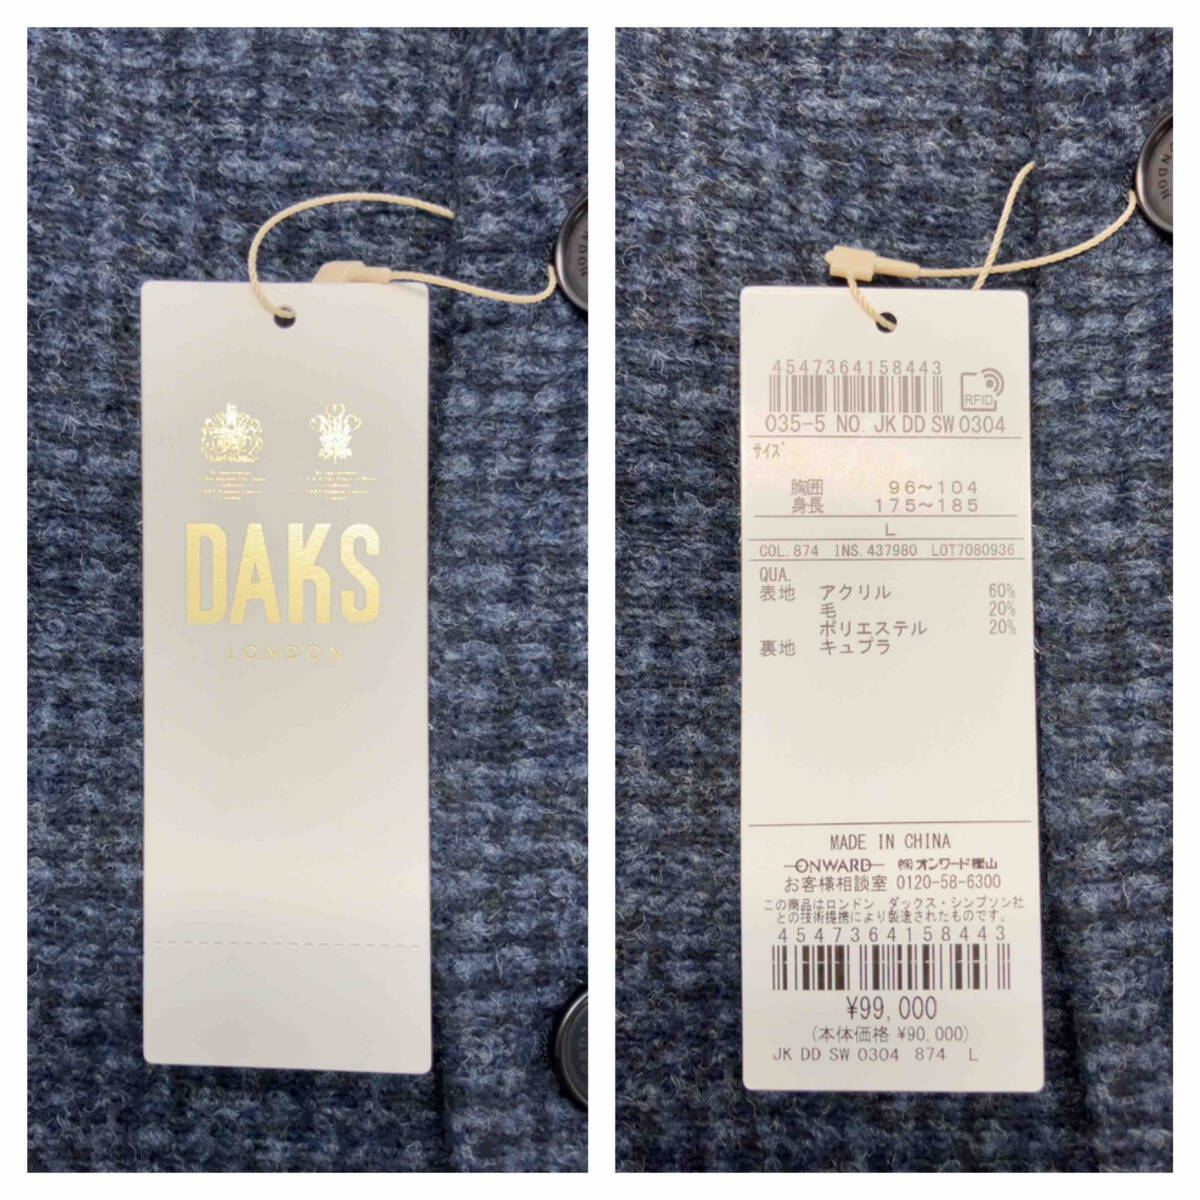 DAKS
LONDON
4547364158443
RFID
035-5 NO. JK DD SW 0304
サイズ
胸囲 96～104
身長 175～185
L
COL.874 INS.437980 LOT7080936
QUA.
表地 アクリル 60%
毛 20%
ポリエステル 20%
裏地 キュプラ
MADE IN CHINA
ONWARD ㈱オンワード樫山
お客様相談室 0120-58-6300
この商品はロンドン ダックス・シンプソン社
との技術提携により製造されたものです。
4547364158443
¥99,000
(本体価格 ¥90,000)
JK DD SW 0304 874 L